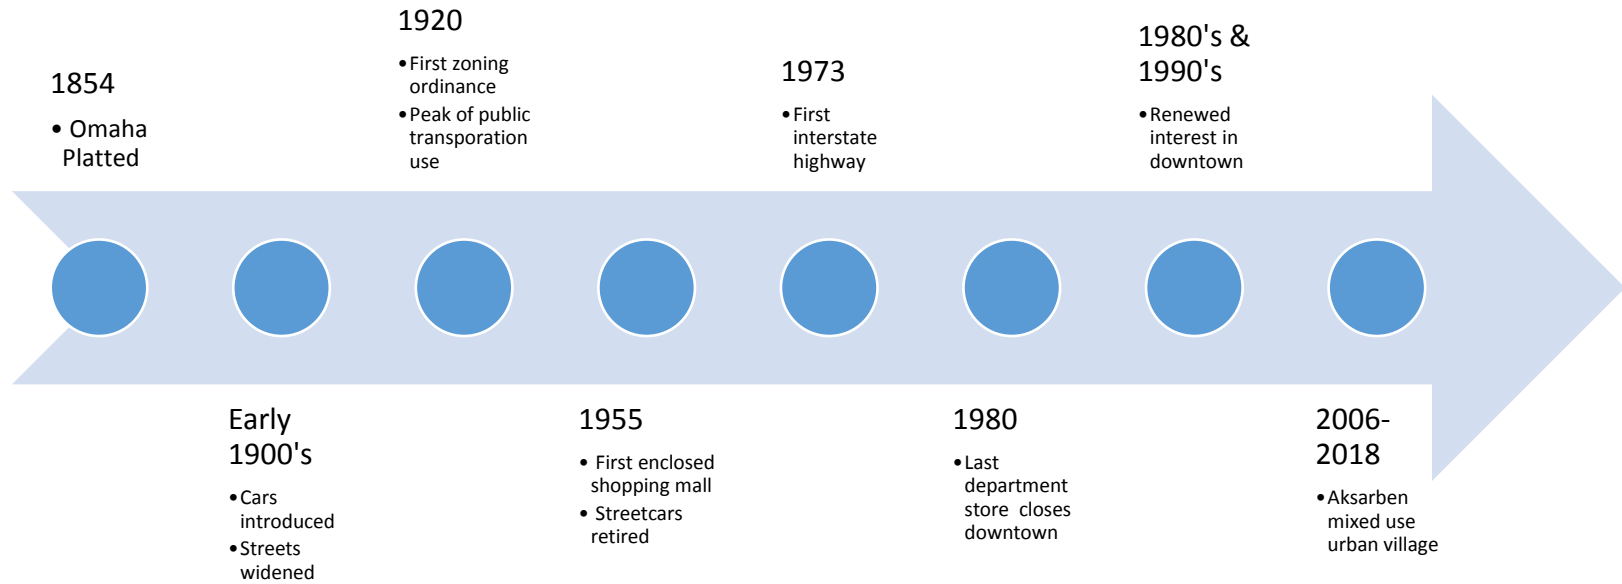 1854
• Omaha
Platted
Early
1900's
•Cars
introduced
•Streets
widened
1920
•First zoning
ordinance
•Peak of public
transporation
use
1955
• First enclosed
shopping mall
• Streetcars
retired
1973
•First
interstate
highway
1980
•Last
department
store closes
downtown
1980's &
1990's
•Renewed
interest in
downtown
2006-
2018
•Aksarben
mixed use
urban village